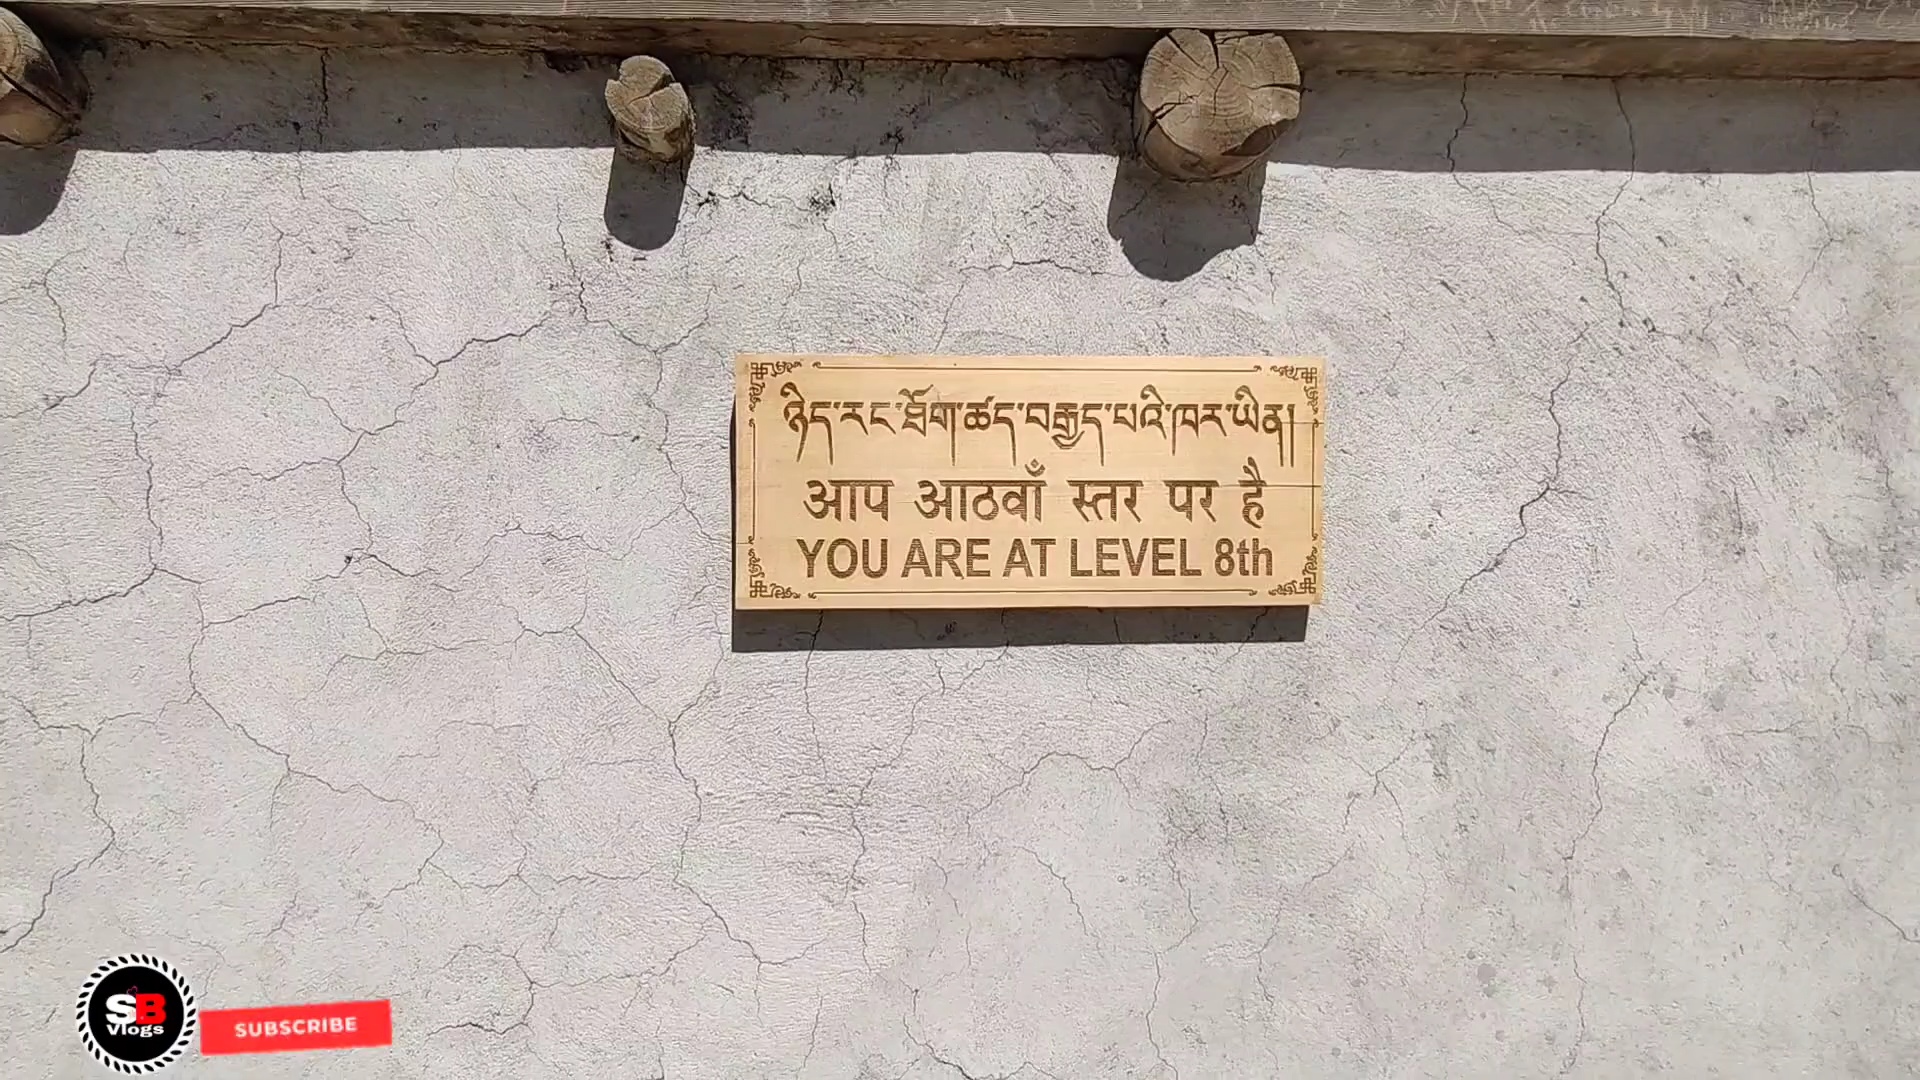 ཉིད་རང་ཐོག་ཚད་བརྒྱད་པའི་ཁར་ཡིན།
आप आठवाँ स्तर पर है
YOU ARE AT LEVEL 8th
SB
Vlogs
SUBSCRIBE